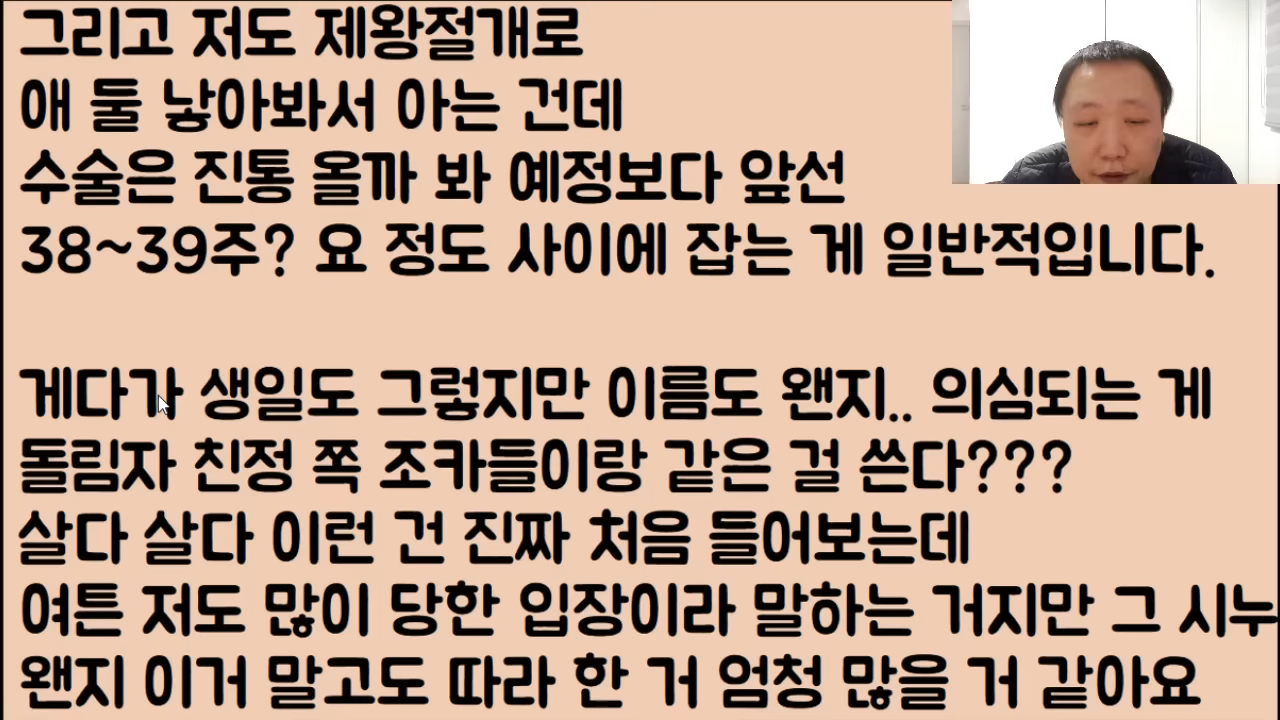 그리고 저도 제왕절개로
애 둘 낳아봐서 아는 건데
수술은 진통 올까 봐 예정보다 앞선
38~39주? 요 정도 사이에 잡는 게 일반적입니다.
게다가 생일도 그렇지만 이름도 왠지.. 의심되는 게
돌림자 친정 쪽 조카들이랑 같은 걸 쓴다???
살다 살다 이런 건 진짜 처음 들어보는데
여튼 저도 많이 당한 입장이라 말하는 거지만 그 시누
왠지 이거 말고도 따라 한 거 엄청 많을 거 같아요